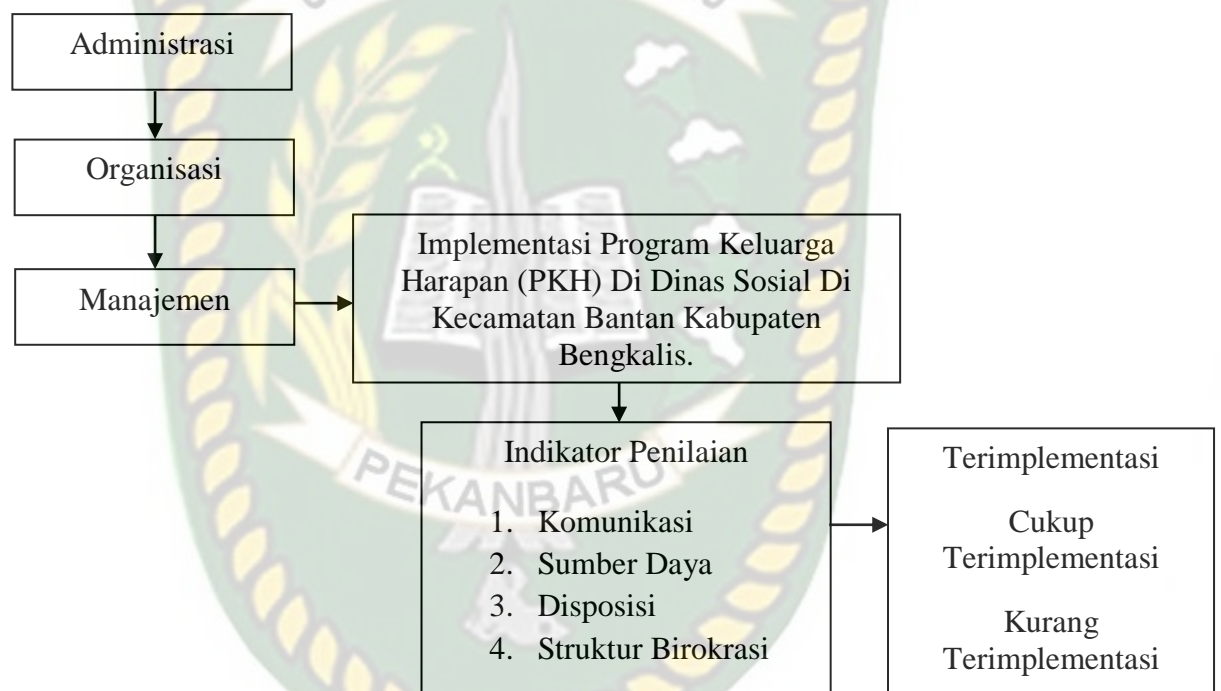 Administrasi
Organisasi
Manajemen
Implementasi Program Keluarga
Harapan (PKH) Di Dinas Sosial Di
Kecamatan Bantan Kabupaten
Bengkalis.
Indikator Penilaian
1. Komunikasi
2. Sumber Daya
3. Disposisi
4. Struktur Birokrasi
Terimplementasi
Cukup
Terimplementasi
Kurang
Terimplementasi
PEKANBARU